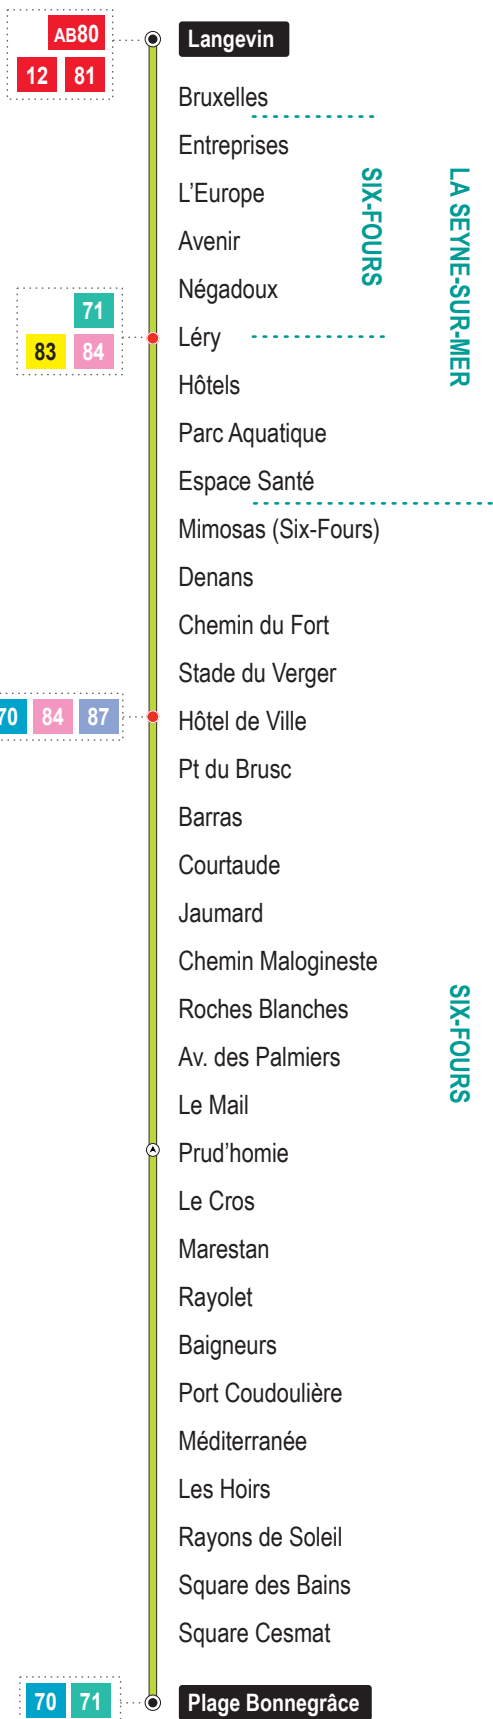 AB80
Langevin
12 81
Bruxelles
Entreprises
SIX-FOURS
LA SEYNE-SUR-MER
L'Europe
Avenir
Négadoux
71
Léry
83 84
Hôtels
Parc Aquatique
Espace Santé
Mimosas (Six-Fours)
Denans
Chemin du Fort
Stade du Verger
70 84 87
Hôtel de Ville
Pt du Brusc
Barras
Courtaude
Jaumard
Chemin Malogineste
Roches Blanches
SIX-FOURS
Av. des Palmiers
Le Mail
Prud'homie
Le Cros
Marestan
Rayolet
Baigneurs
Port Coudoulière
Méditerranée
Les Hoirs
Rayons de Soleil
Square des Bains
Square Cesmat
70 71
Plage Bonnegrâce